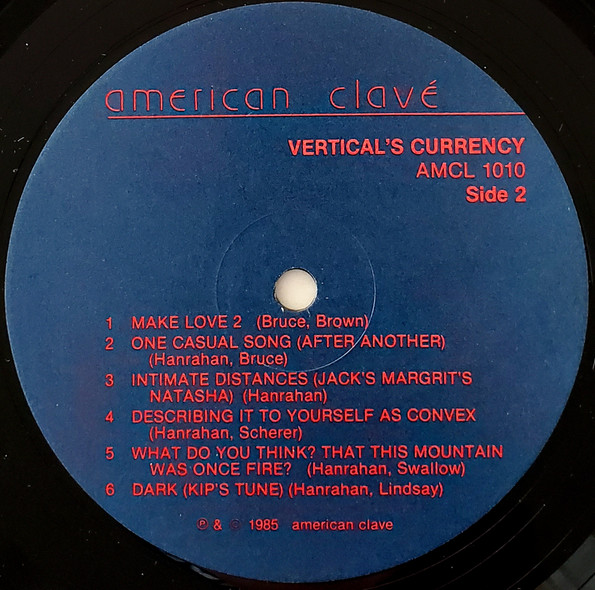 american clavé
VERTICAL'S CURRENCY
AMCL 1010
Side 2
1 MAKE LOVE 2 (Bruce, Brown)
2 ONE CASUAL SONG (AFTER ANOTHER)
(Hanrahan, Bruce)
3 INTIMATE DISTANCES (JACK'S MARGRIT'S
NATASHA) (Hanrahan)
4 DESCRIBING IT TO YOURSELF AS CONVEX
(Hanrahan, Scherer)
5 WHAT DO YOU THINK? THAT THIS MOUNTAIN
WAS ONCE FIRE? (Hanrahan, Swallow)
6 DARK (KIP'S TUNE) (Hanrahan, Lindsay)
℗ & © 1985 american clave